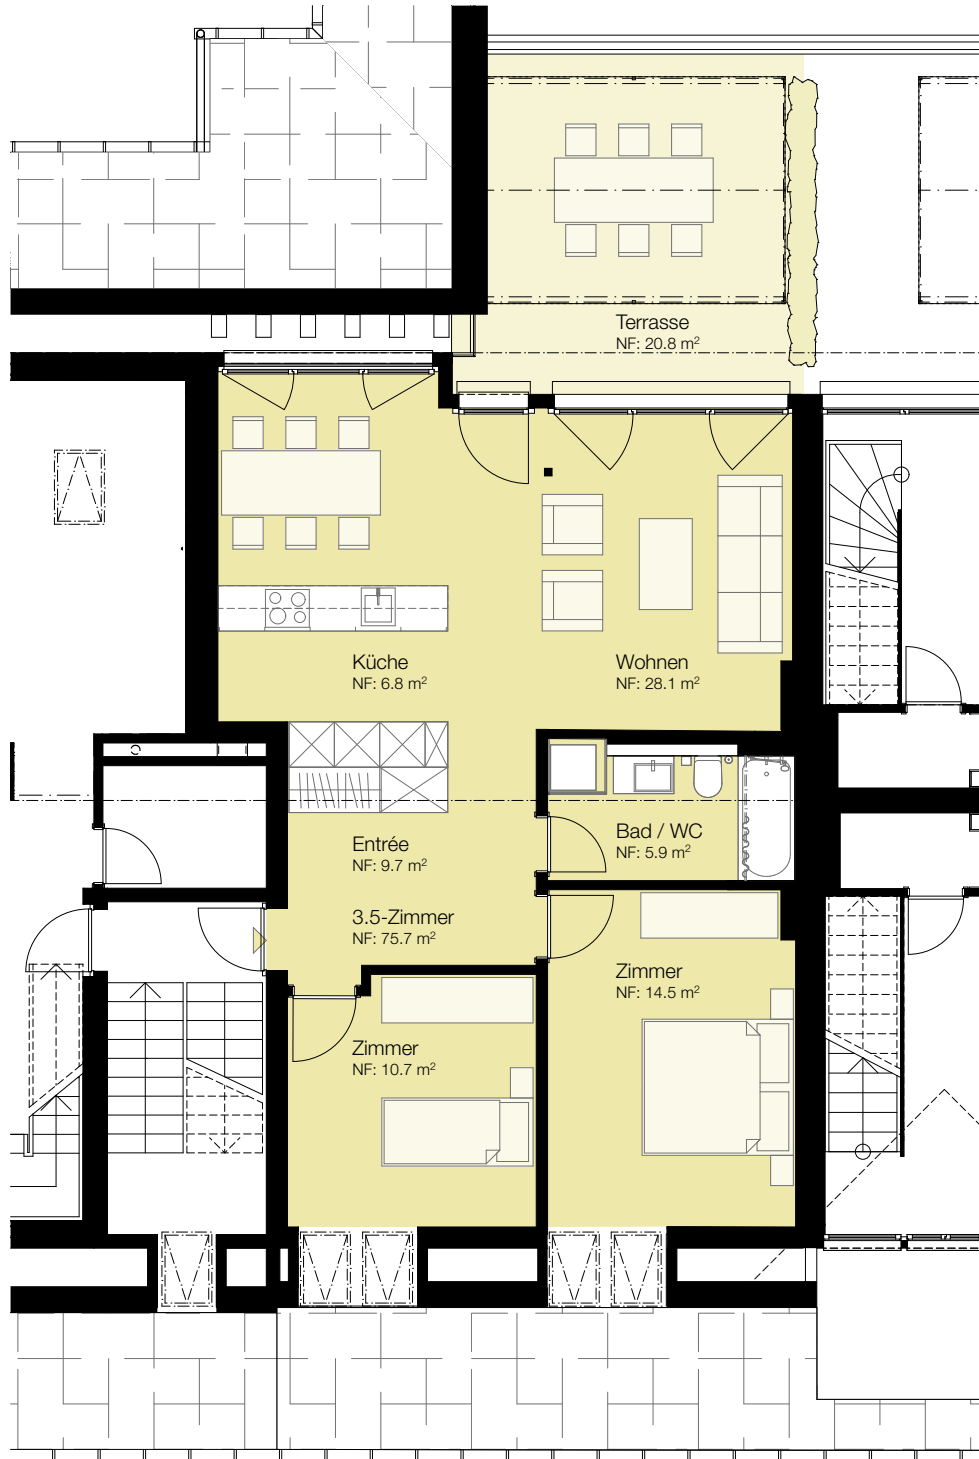 Terrasse
NF: 20.8 m²
Küche
NF: 6.8 m²
Wohnen
NF: 28.1 m²
Entrée
NF: 9.7 m²
Bad / WC
NF: 5.9 m²
3.5-Zimmer
NF: 75.7 m²
Zimmer
NF: 14.5 m²
Zimmer
NF: 10.7 m²